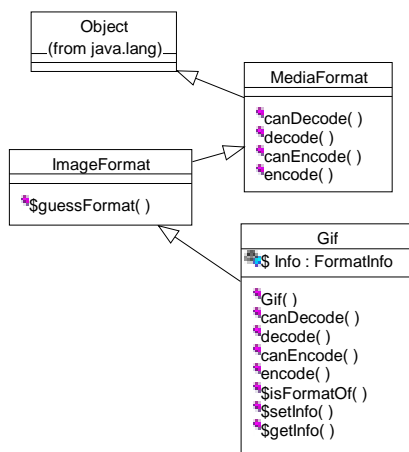 Object
(from java.lang)
MediaFormat
canDecode( )
decode( )
canEncode( )
encode( )
ImageFormat
$guessFormat( )
Gif
$ Info : FormatInfo
Gif( )
canDecode( )
decode( )
canEncode( )
encode( )
$isFormatOf( )
$setInfo( )
$getInfo( )